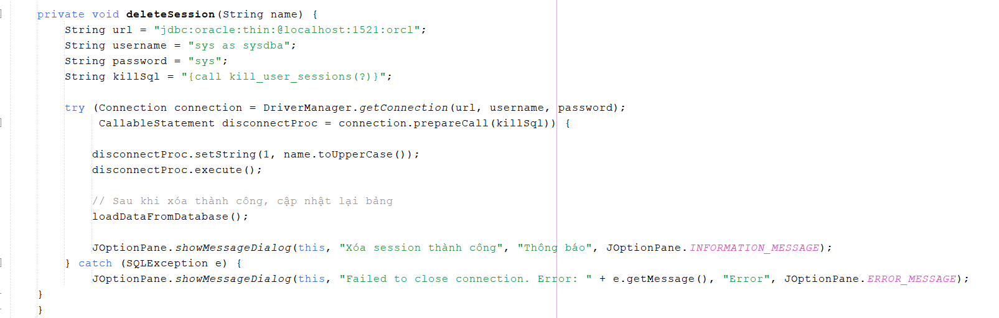 private void deleteSession(String name) {
String url = "jdbc:oracle:thin:@localhost:1521:orcl";
String username = "sys as sysdba";
String password = "sys";
String killSql = "{call kill_user_sessions(?)}";
try (Connection connection = DriverManager.getConnection(url, username, password);
CallableStatement disconnectProc = connection.prepareCall(killSql)) {
disconnectProc.setString(1, name.toUpperCase());
disconnectProc.execute();
// Sau khi xóa thành công, cập nhật lại bảng
loadDataFromDatabase();
JOptionPane.showMessageDialog(this, "Xóa session thành công", "Thông báo", JOptionPane.INFORMATION_MESSAGE);
} catch (SQLException e) {
JOptionPane.showMessageDialog(this, "Failed to close connection. Error: " + e.getMessage(), "Error", JOptionPane.ERROR_MESSAGE);
}
}